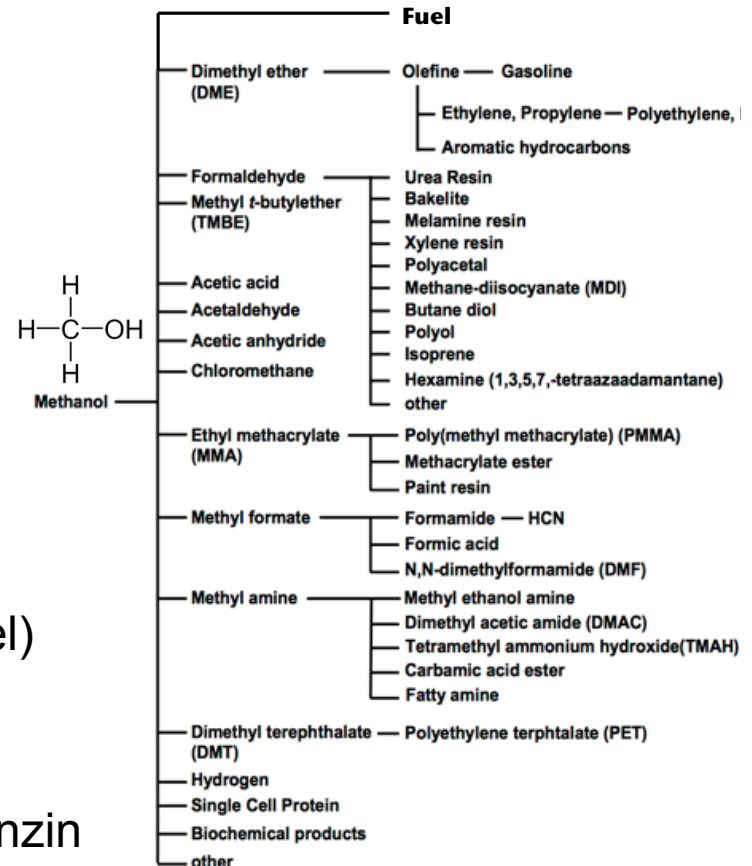 Fuel
Dimethyl ether
(DME)
Olefine
Gasoline
Ethylene, Propylene
Polyethylene,
Aromatic hydrocarbons
Formaldehyde
Urea Resin
Bakelite
Melamine resin
Xylene resin
Polyacetal
Methane-diisocyanate (MDI)
Butane diol
Polyol
Isoprene
Hexamine (1,3,5,7,-tetraazaadamantane)
other
Methyl t-butylether
(TMBE)
Acetic acid
Acetaldehyde
Acetic anhydride
Chloromethane
H
H–C–OH
H
Methanol
Ethyl methacrylate
(MMA)
Poly(methyl methacrylate) (PMMA)
Methacrylate ester
Paint resin
Methyl formate
Formamide
HCN
Formic acid
N,N-dimethylformamide (DMF)
Methyl amine
Methyl ethanol amine
Dimethyl acetic amide (DMAC)
Tetramethyl ammonium hydroxide(TMAH)
Carbamic acid ester
Fatty amine
el)
Dimethyl terephthalate
(DMT)
Polyethylene terphtalate (PET)
Hydrogen
Single Cell Protein
Biochemical products
other
nzin